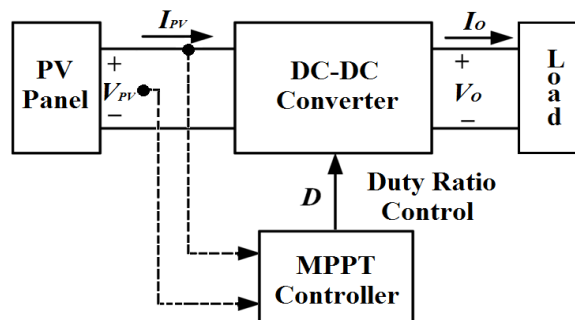 I_PV
I_O
PV
Panel
+
V_PV
−
DC-DC
Converter
+
V_O
−
L
o
a
d
D
Duty Ratio
Control
MPPT
Controller